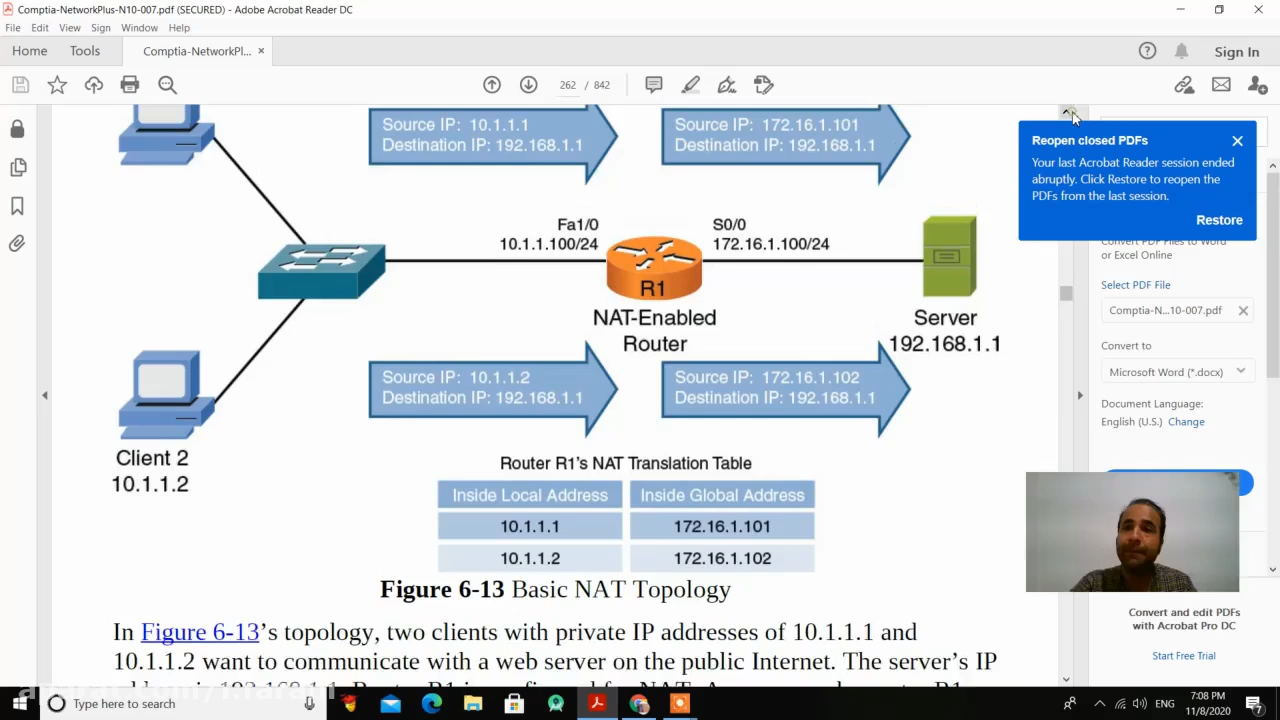 Comptia-NetworkPlus-N10-007.pdf (SECURED) - Adobe Acrobat Reader DC
File Edit View Sign Window Help
Home Tools Comptia-NetworkPl... × Sign In
262 / 842
Source IP: 10.1.1.1
Destination IP: 192.168.1.1
Source IP: 172.16.1.101
Destination IP: 192.168.1.1
Reopen closed PDFs
Your last Acrobat Reader session ended
abruptly. Click Restore to reopen the
PDFs from the last session.
Restore
Fa1/0
10.1.1.100/24
S0/0
172.16.1.100/24
R1
NAT-Enabled
Router
Server
192.168.1.1
Convert PDF Files to Word
or Excel Online
Select PDF File
Comptia-N...10-007.pdf
Convert to
Microsoft Word (*.docx)
Document Language:
English (U.S.) Change
Source IP: 10.1.1.2
Destination IP: 192.168.1.1
Source IP: 172.16.1.102
Destination IP: 192.168.1.1
Client 2
10.1.1.2
Router R1's NAT Translation Table
Inside Local Address Inside Global Address
10.1.1.1 172.16.1.101
10.1.1.2 172.16.1.102
Figure 6-13 Basic NAT Topology
In Figure 6-13’s topology, two clients with private IP addresses of 10.1.1.1 and
10.1.1.2 want to communicate with a web server on the public Internet. The server’s IP
Convert and edit PDFs
with Acrobat Pro DC
Start Free Trial
Type here to search
ENG
7:08 PM
11/8/2020
7